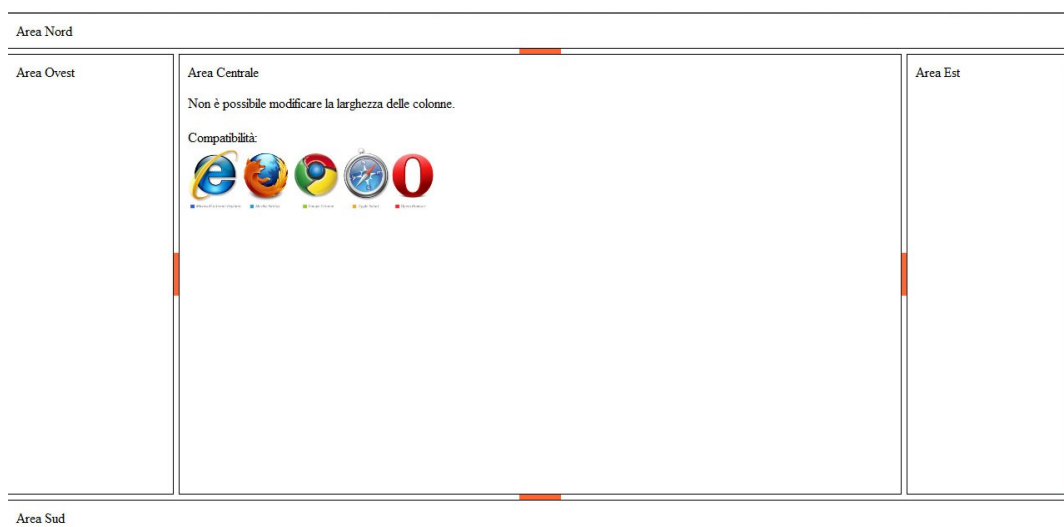 Area Nord
Area Ovest
Area Centrale
Non è possibile modificare la larghezza delle colonne.
Compatibilità:
Area Est
Area Sud